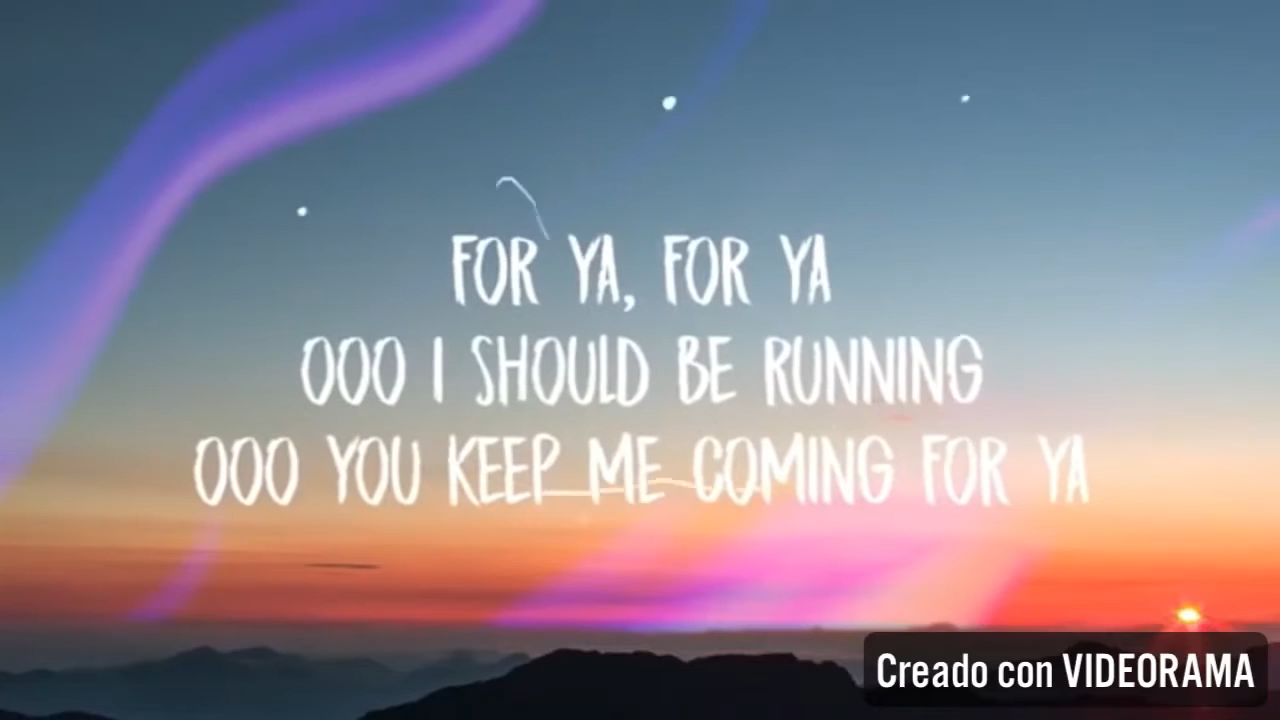 FOR YA, FOR YA
OOO I SHOULD BE RUNNING
OOO YOU KEEP ME COMING FOR YA
Creado con VIDEORAMA